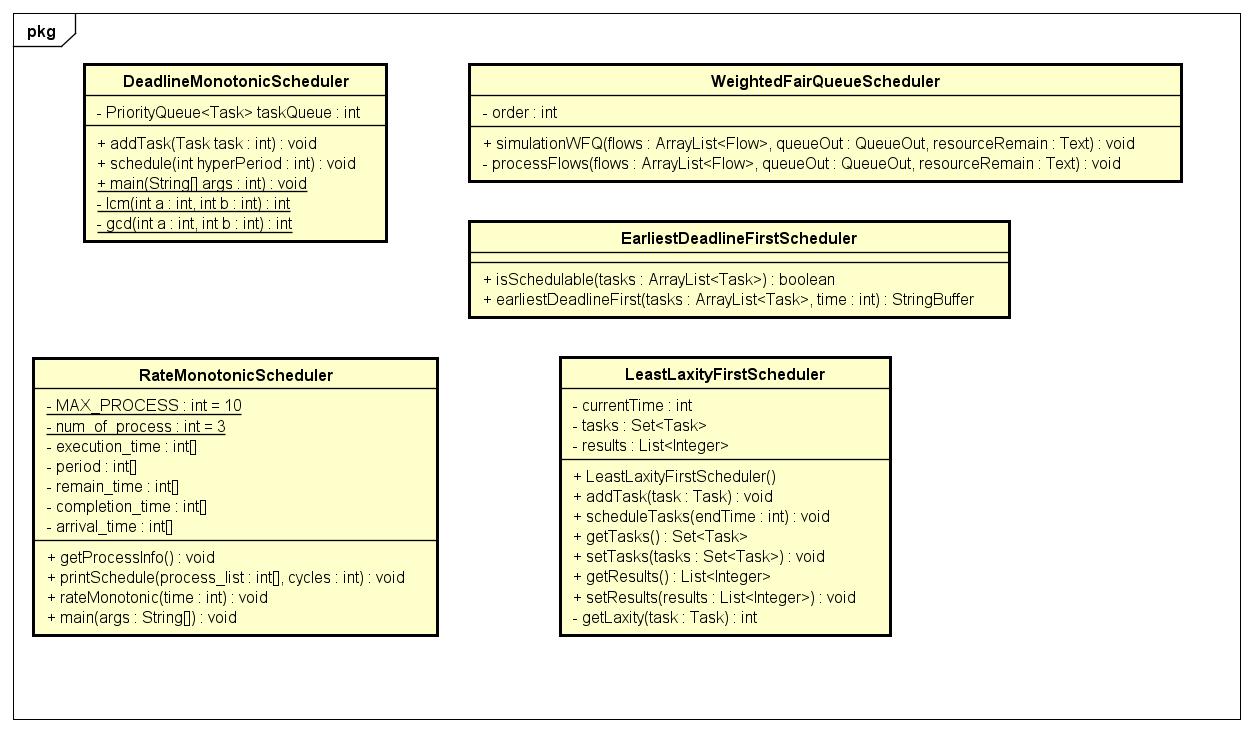 pkg
DeadlineMonotonicScheduler
- PriorityQueue<Task> taskQueue : int
+ addTask(Task task : int) : void
+ schedule(int hyperPeriod : int) : void
+ main(String[] args : int) : void
- lcm(int a : int, int b : int) : int
- gcd(int a : int, int b : int) : int
WeightedFairQueueScheduler
- order : int
+ simulationWFQ(flows : ArrayList<Flow>, queueOut : QueueOut, resourceRemain : Text) : void
- processFlows(flows : ArrayList<Flow>, queueOut : QueueOut, resourceRemain : Text) : void
EarliestDeadlineFirstScheduler
+ isSchedulable(tasks : ArrayList<Task>) : boolean
+ earliestDeadlineFirst(tasks : ArrayList<Task>, time : int) : StringBuffer
RateMonotonicScheduler
- MAX_PROCESS : int = 10
- num_of_process : int = 3
- execution_time : int[]
- period : int[]
- remain_time : int[]
- completion_time : int[]
- arrival_time : int[]
+ getProcessInfo() : void
+ printSchedule(process_list : int[], cycles : int) : void
+ rateMonotonic(time : int) : void
+ main(args : String[]) : void
LeastLaxityFirstScheduler
- currentTime : int
- tasks : Set<Task>
- results : List<Integer>
+ LeastLaxityFirstScheduler()
+ addTask(task : Task) : void
+ scheduleTasks(endTime : int) : void
+ getTasks() : Set<Task>
+ setTasks(tasks : Set<Task>) : void
+ getResults() : List<Integer>
+ setResults(results : List<Integer>) : void
- getLaxity(task : Task) : int